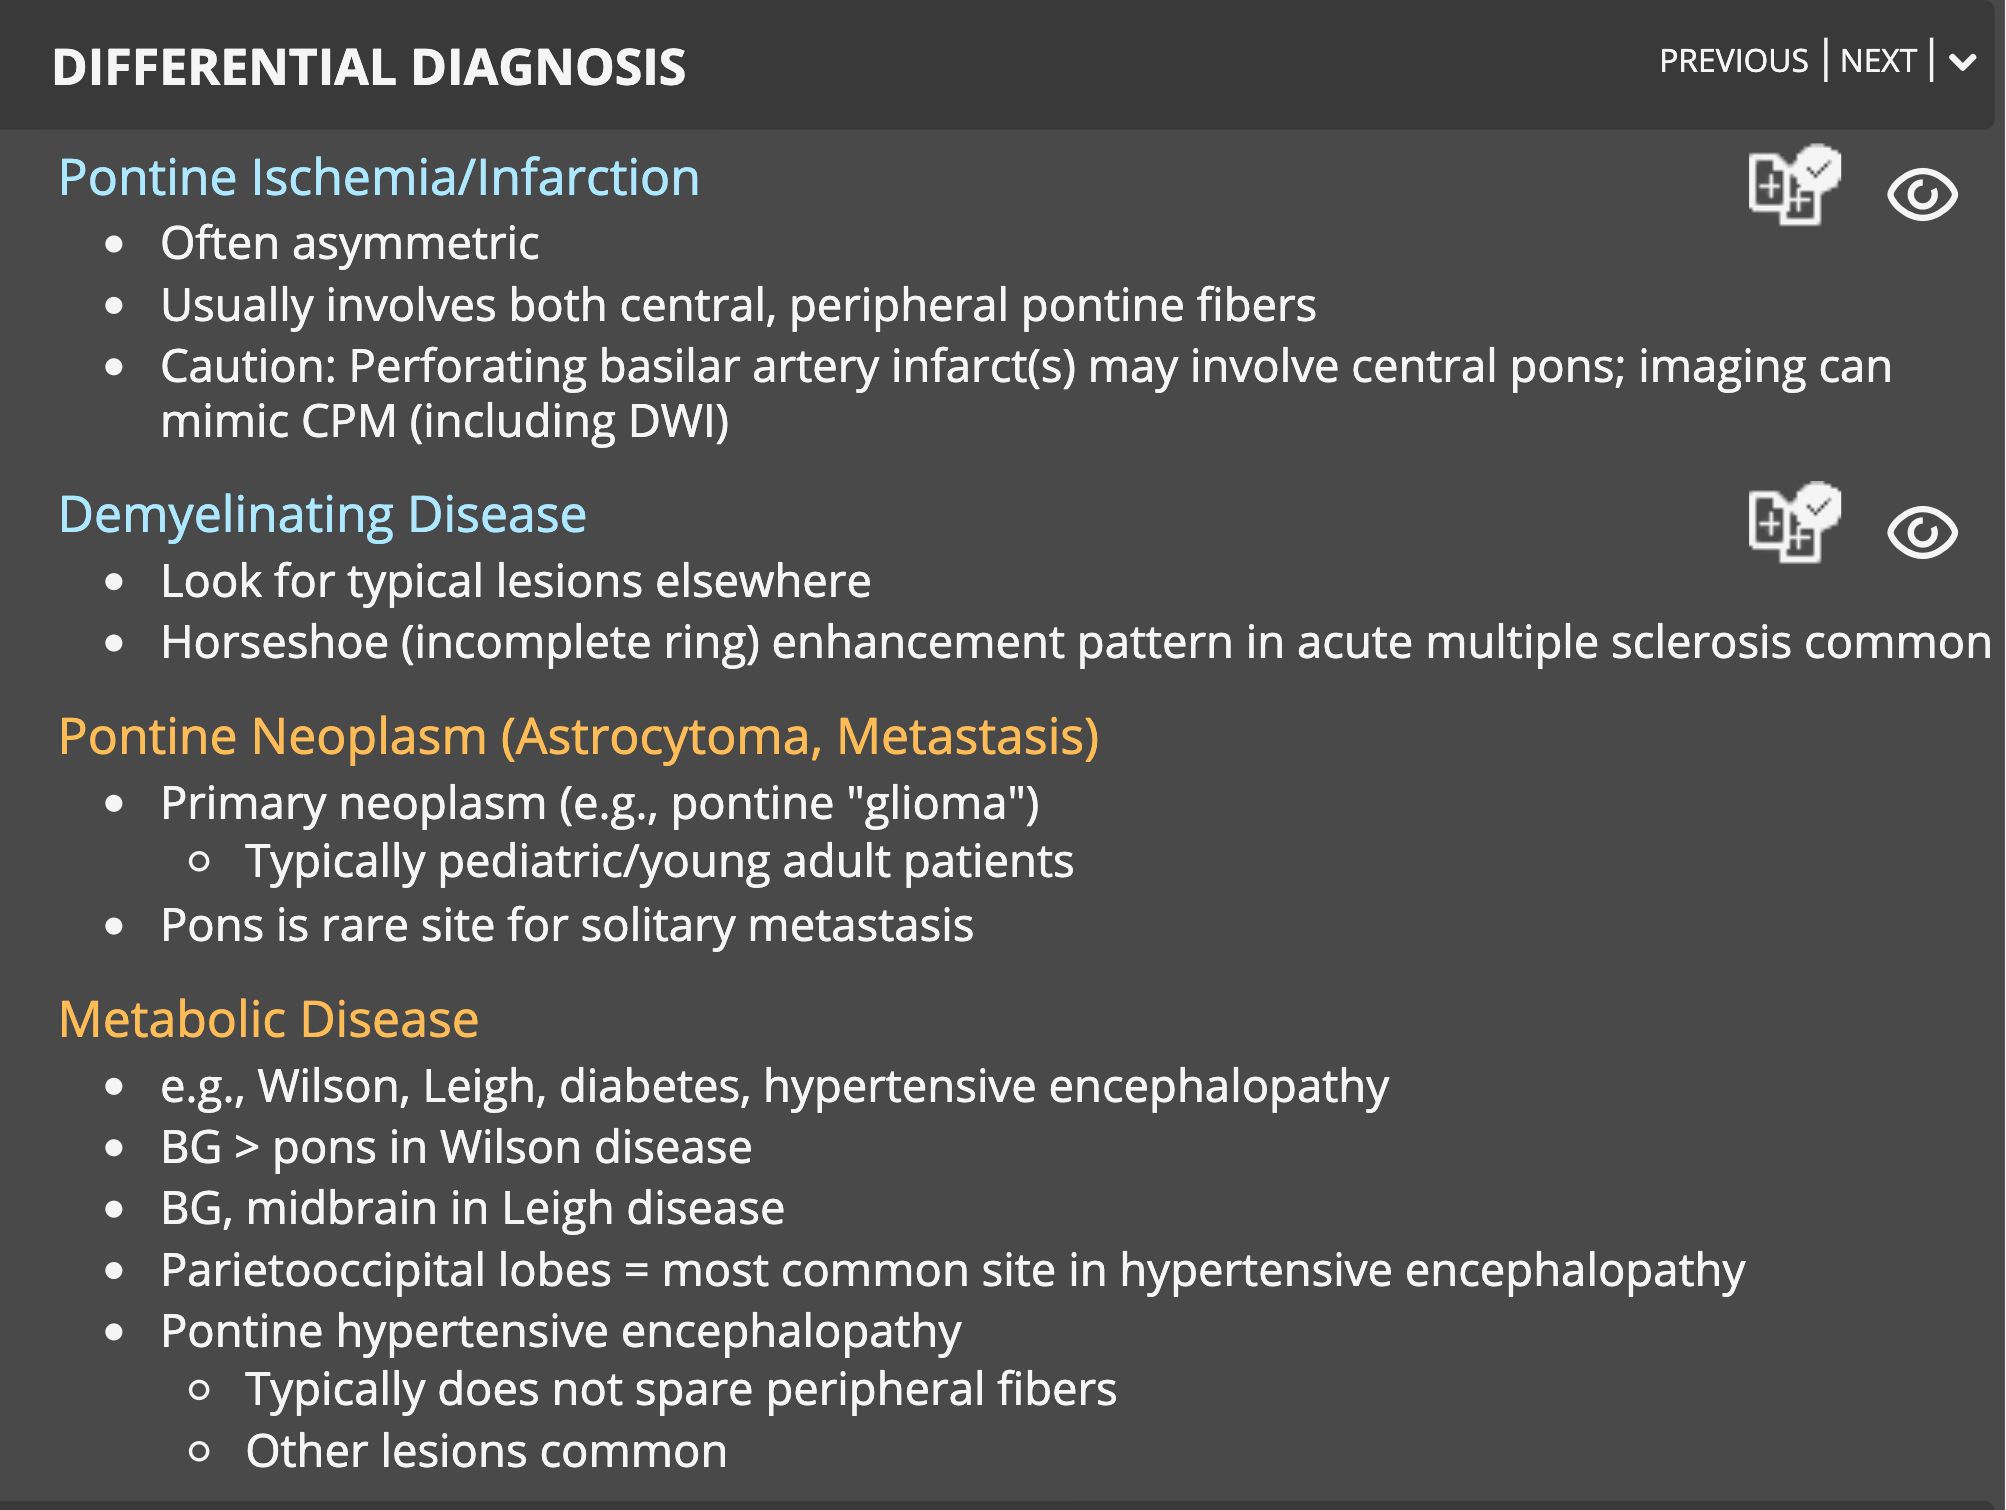 DIFFERENTIAL DIAGNOSIS
PREVIOUS | NEXT |
Pontine Ischemia/Infarction
• Often asymmetric
• Usually involves both central, peripheral pontine fibers
• Caution: Perforating basilar artery infarct(s) may involve central pons; imaging can
mimic CPM (including DWI)
Demyelinating Disease
• Look for typical lesions elsewhere
• Horseshoe (incomplete ring) enhancement pattern in acute multiple sclerosis common
Pontine Neoplasm (Astrocytoma, Metastasis)
• Primary neoplasm (e.g., pontine "glioma")
○ Typically pediatric/young adult patients
• Pons is rare site for solitary metastasis
Metabolic Disease
• e.g., Wilson, Leigh, diabetes, hypertensive encephalopathy
• BG > pons in Wilson disease
• BG, midbrain in Leigh disease
• Parietooccipital lobes = most common site in hypertensive encephalopathy
• Pontine hypertensive encephalopathy
○ Typically does not spare peripheral fibers
○ Other lesions common